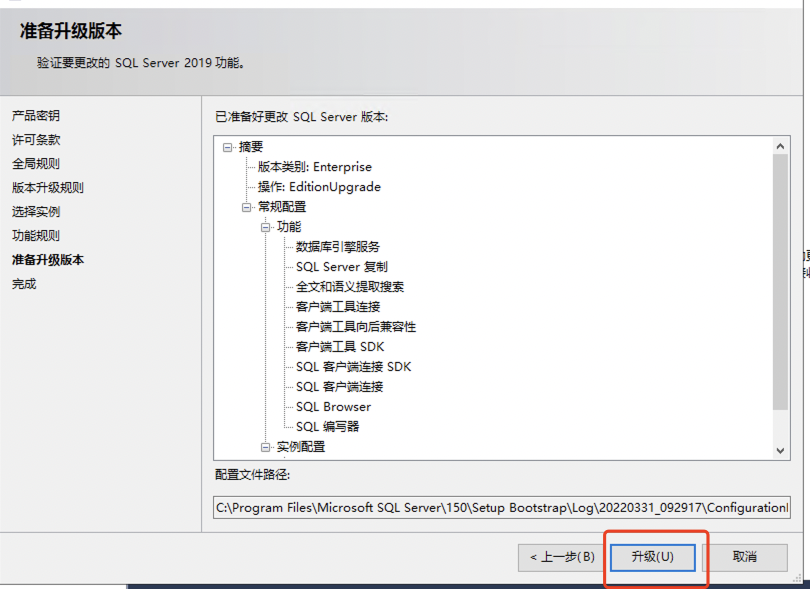 准备升级版本
验证要更改的 SQL Server 2019 功能。
产品密钥
许可条款
全局规则
版本升级规则
选择实例
功能规则
准备升级版本
完成
已准备好更改 SQL Server 版本:
摘要
版本类别: Enterprise
操作: EditionUpgrade
常规配置
功能
数据库引擎服务
SQL Server 复制
全文和语义提取搜索
客户端工具连接
客户端工具向后兼容性
客户端工具 SDK
SQL 客户端连接 SDK
SQL 客户端连接
SQL Browser
SQL 编写器
实例配置
配置文件路径:
C:\Program Files\Microsoft SQL Server\150\Setup Bootstrap\Log\20220331_092917\Configuration
< 上一步(B)
升级(U)
取消